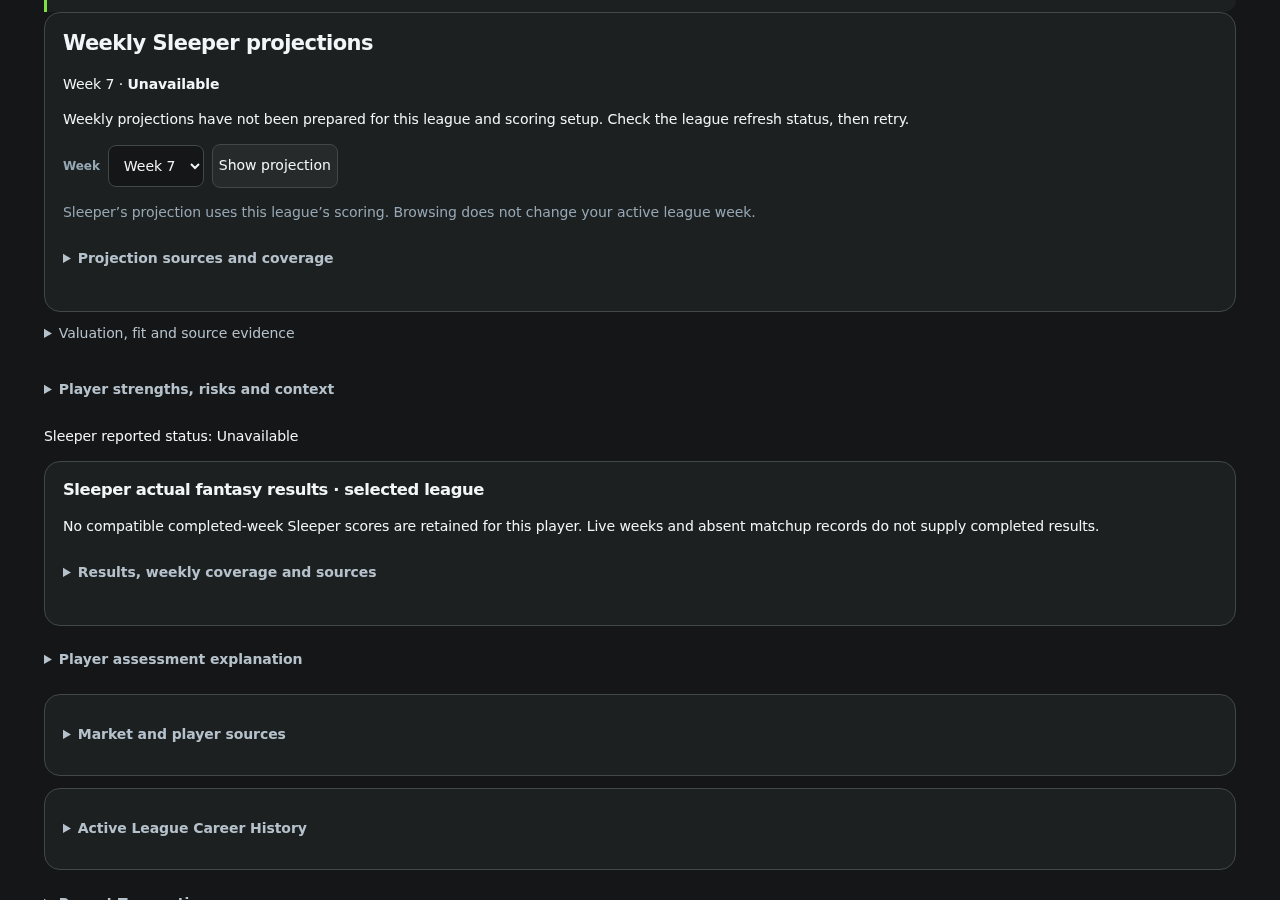 Weekly Sleeper projections
Week 7 · Unavailable
Weekly projections have not been prepared for this league and scoring setup. Check the league refresh status, then retry.
Week Week 7 Show projection
Sleeper’s projection uses this league’s scoring. Browsing does not change your active league week.
Projection sources and coverage
Valuation, fit and source evidence
Player strengths, risks and context
Sleeper reported status: Unavailable
Sleeper actual fantasy results · selected league
No compatible completed-week Sleeper scores are retained for this player. Live weeks and absent matchup records do not supply completed results.
Results, weekly coverage and sources
Player assessment explanation
Market and player sources
Active League Career History